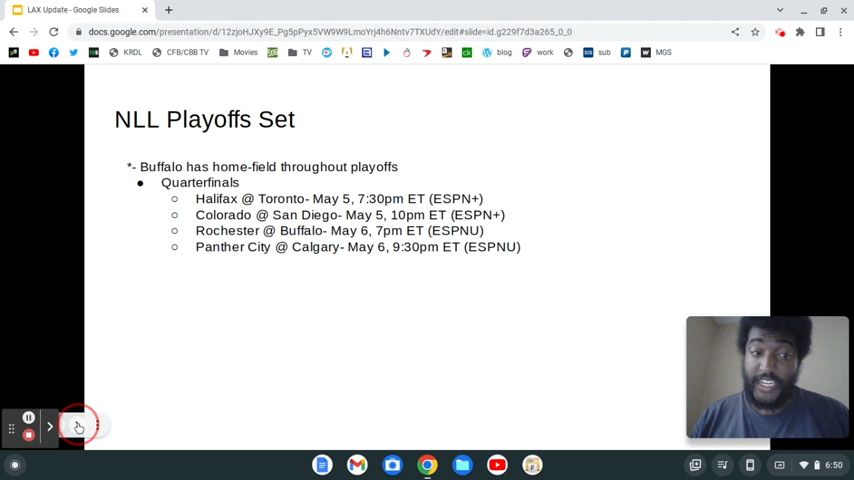 LAX Update - Google Slides
docs.google.com/presentation/d/12zjoHJXy9E_Pg5pPyx5VW9W9LmoYrj4h6Nntv7TXUdY/edit#slide=id.g229f7d3a265_0_0
KRDL
CFB/CBB TV
Movies
TV
blog
work
sub
MGS
NLL Playoffs Set
*- Buffalo has home-field throughout playoffs
● Quarterfinals
○ Halifax @ Toronto- May 5, 7:30pm ET (ESPN+)
○ Colorado @ San Diego- May 5, 10pm ET (ESPN+)
○ Rochester @ Buffalo- May 6, 7pm ET (ESPNU)
○ Panther City @ Calgary- May 6, 9:30pm ET (ESPNU)
6:50